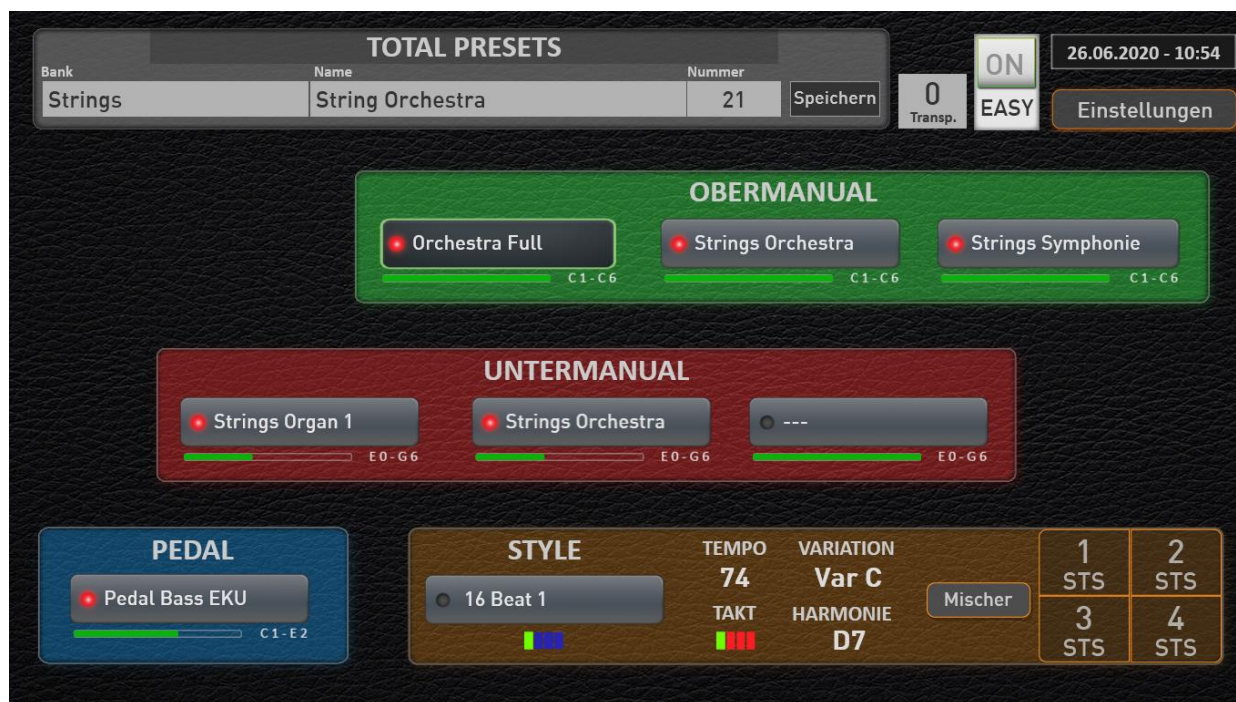 TOTAL PRESETS
Bank Name Nummer
Strings String Orchestra 21 Speichern
0
Transp.
ON
EASY
26.06.2020 - 10:54
Einstellungen
OBERMANUAL
Orchestra Full Strings Orchestra Strings Symphonie
C1-C6 C1-C6 C1-C6
UNTERMANUAL
Strings Organ 1 Strings Orchestra ---
E0-G6 E0-G6 E0-G6
PEDAL
Pedal Bass EKU
C1-E2
STYLE
16 Beat 1
TEMPO VARIATION
74 Var C
TAKT HARMONIE
D7
Mischer
1 2
STS STS
3 4
STS STS